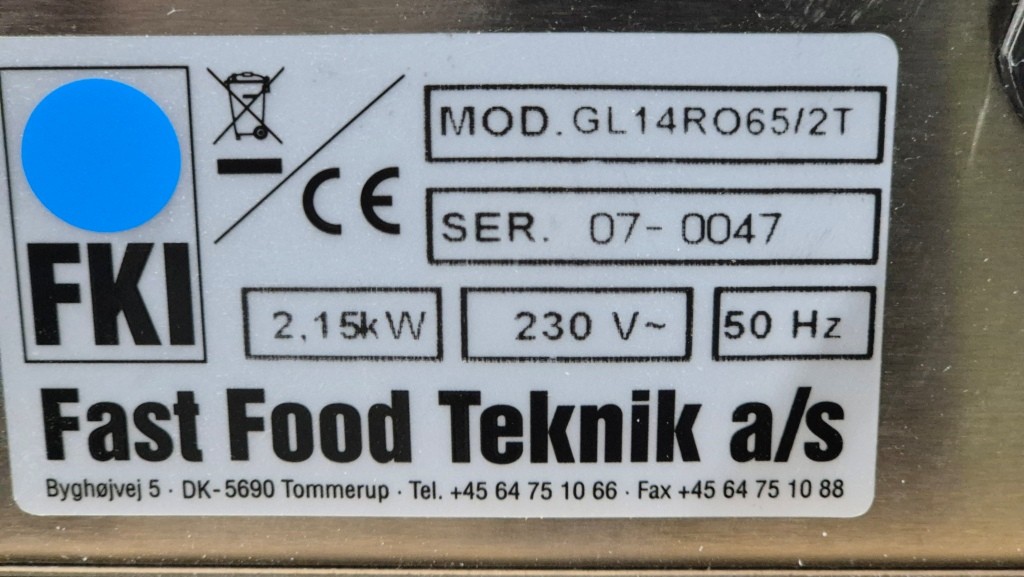 MOD. GL14RO65/2T
CE
SER. 07-0047
FKI
2,15kW 230 V~ 50 Hz
Fast Food Teknik a/s
Byghøjvej 5 · DK-5690 Tommerup · Tel. +45 64 75 10 66 · Fax +45 64 75 10 88